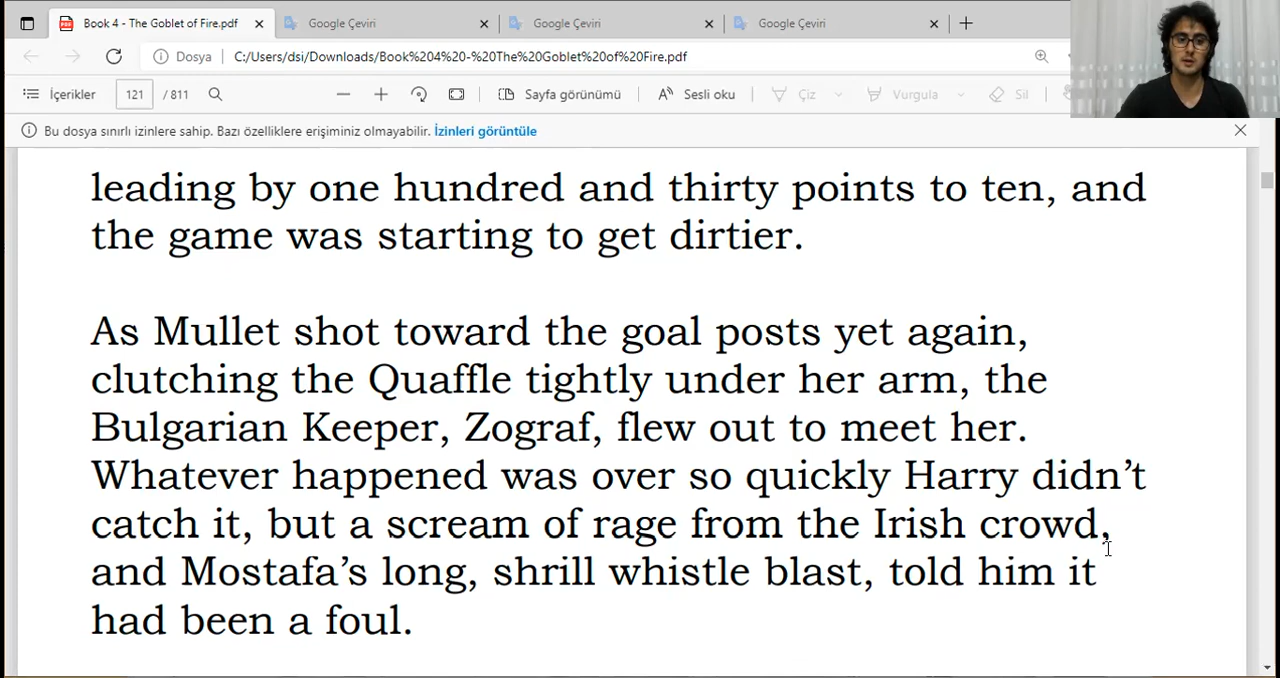 Book 4 - The Goblet of Fire.pdf
Google Çeviri
Google Çeviri
Google Çeviri
Dosya
C:/Users/dsi/Downloads/Book%204%20-%20The%20Goblet%20of%20Fire.pdf
İçerikler
121 / 811
Sayfa görünümü
Sesli oku
Çiz
Vurgula
Sil
Bu dosya sınırlı izinlere sahip. Bazı özelliklere erişiminiz olmayabilir. İzinleri görüntüle
leading by one hundred and thirty points to ten, and
the game was starting to get dirtier.
As Mullet shot toward the goal posts yet again,
clutching the Quaffle tightly under her arm, the
Bulgarian Keeper, Zograf, flew out to meet her.
Whatever happened was over so quickly Harry didn’t
catch it, but a scream of rage from the Irish crowd,
and Mostafa’s long, shrill whistle blast, told him it
had been a foul.